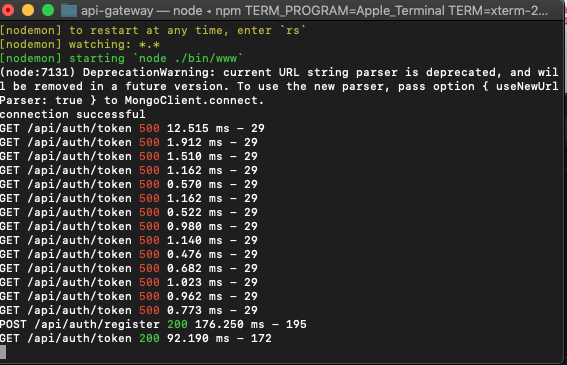 api-gateway — node ◂ npm TERM_PROGRAM=Apple_Terminal TERM=xterm-2...
[nodemon] to restart at any time, enter `rs`
[nodemon] watching: *.*
[nodemon] starting `node ./bin/www`
(node:7131) DeprecationWarning: current URL string parser is deprecated, and wil
l be removed in a future version. To use the new parser, pass option { useNewUrl
Parser: true } to MongoClient.connect.
connection successful
GET /api/auth/token 500 12.515 ms - 29
GET /api/auth/token 500 1.912 ms - 29
GET /api/auth/token 500 1.510 ms - 29
GET /api/auth/token 500 1.162 ms - 29
GET /api/auth/token 500 0.570 ms - 29
GET /api/auth/token 500 1.162 ms - 29
GET /api/auth/token 500 0.522 ms - 29
GET /api/auth/token 500 0.980 ms - 29
GET /api/auth/token 500 1.140 ms - 29
GET /api/auth/token 500 0.476 ms - 29
GET /api/auth/token 500 0.682 ms - 29
GET /api/auth/token 500 1.023 ms - 29
GET /api/auth/token 500 0.962 ms - 29
GET /api/auth/token 500 0.773 ms - 29
POST /api/auth/register 200 176.250 ms - 195
GET /api/auth/token 200 92.190 ms - 172